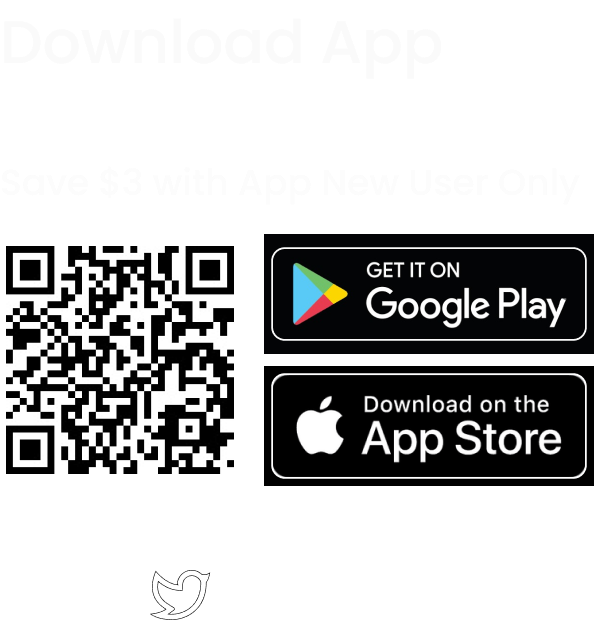 Download App
Save $3 with App New User Only
GET IT ON
Google Play
Download on the
App Store